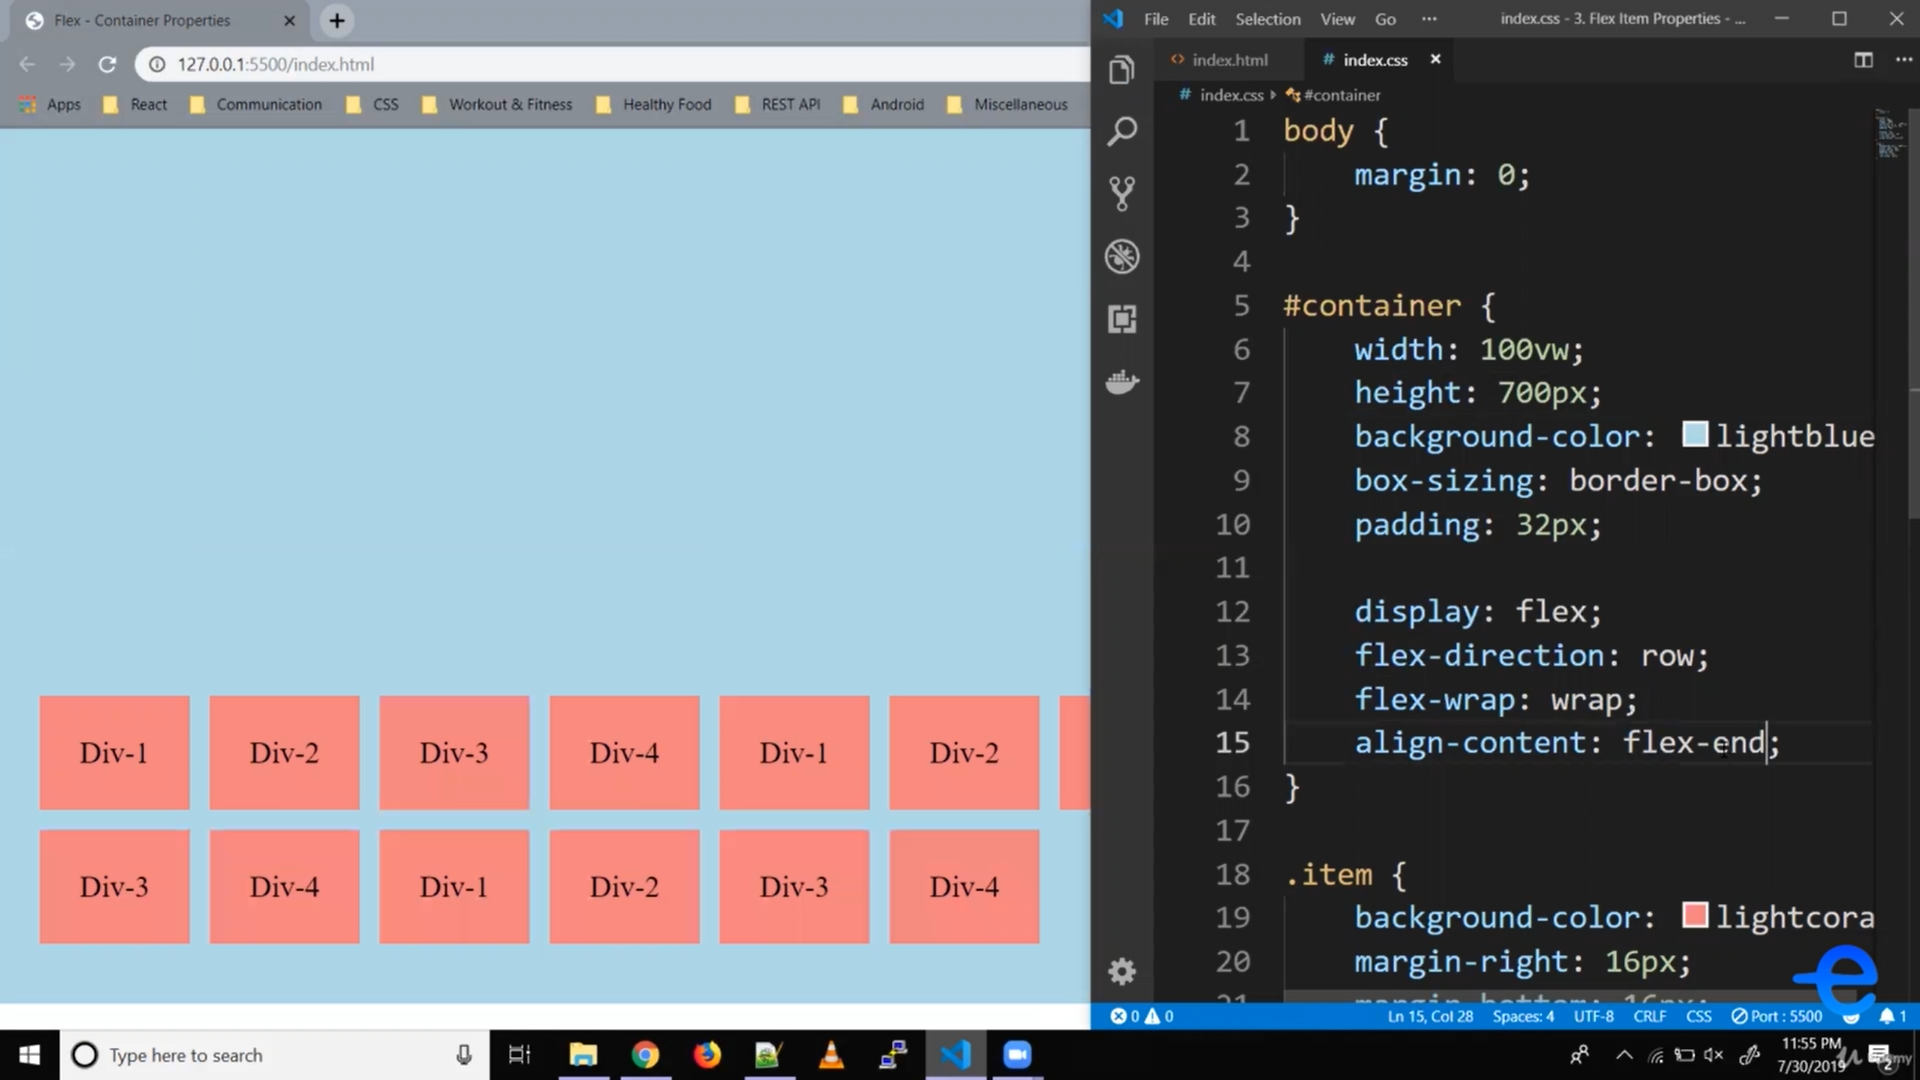 Flex - Container Properties
127.0.0.1:5500/index.html
Apps React Communication CSS Workout & Fitness Healthy Food REST API Android Miscellaneous
Div-1 Div-2 Div-3 Div-4 Div-1 Div-2
Div-3 Div-4 Div-1 Div-2 Div-3 Div-4
File Edit Selection View Go ··· index.css - 3. Flex Item Properties - ...
index.html # index.css
# index.css #container
1 body {
2 margin: 0;
3 }
4
5 #container {
6 width: 100vw;
7 height: 700px;
8 background-color: lightblue
9 box-sizing: border-box;
10 padding: 32px;
11
12 display: flex;
13 flex-direction: row;
14 flex-wrap: wrap;
15 align-content: flex-end;
16 }
17
18 .item {
19 background-color: lightcora
20 margin-right: 16px;
21 margin-bottom: 16px;
0 0 Ln 15, Col 28 Spaces: 4 UTF-8 CRLF CSS Port : 5500 1
Type here to search
11:55 PM
7/30/2019
2